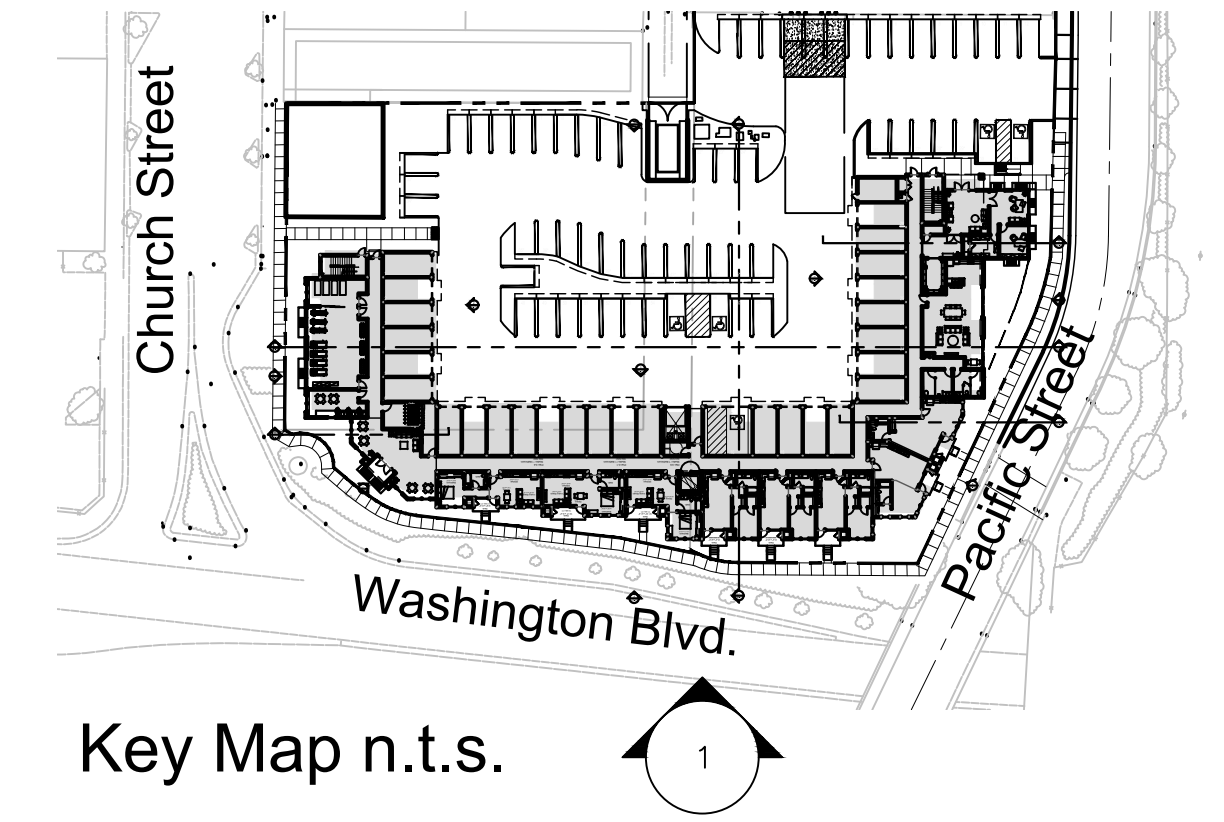 Church Street
Pacific Street
Washington Blvd.
Key Map n.t.s.
1